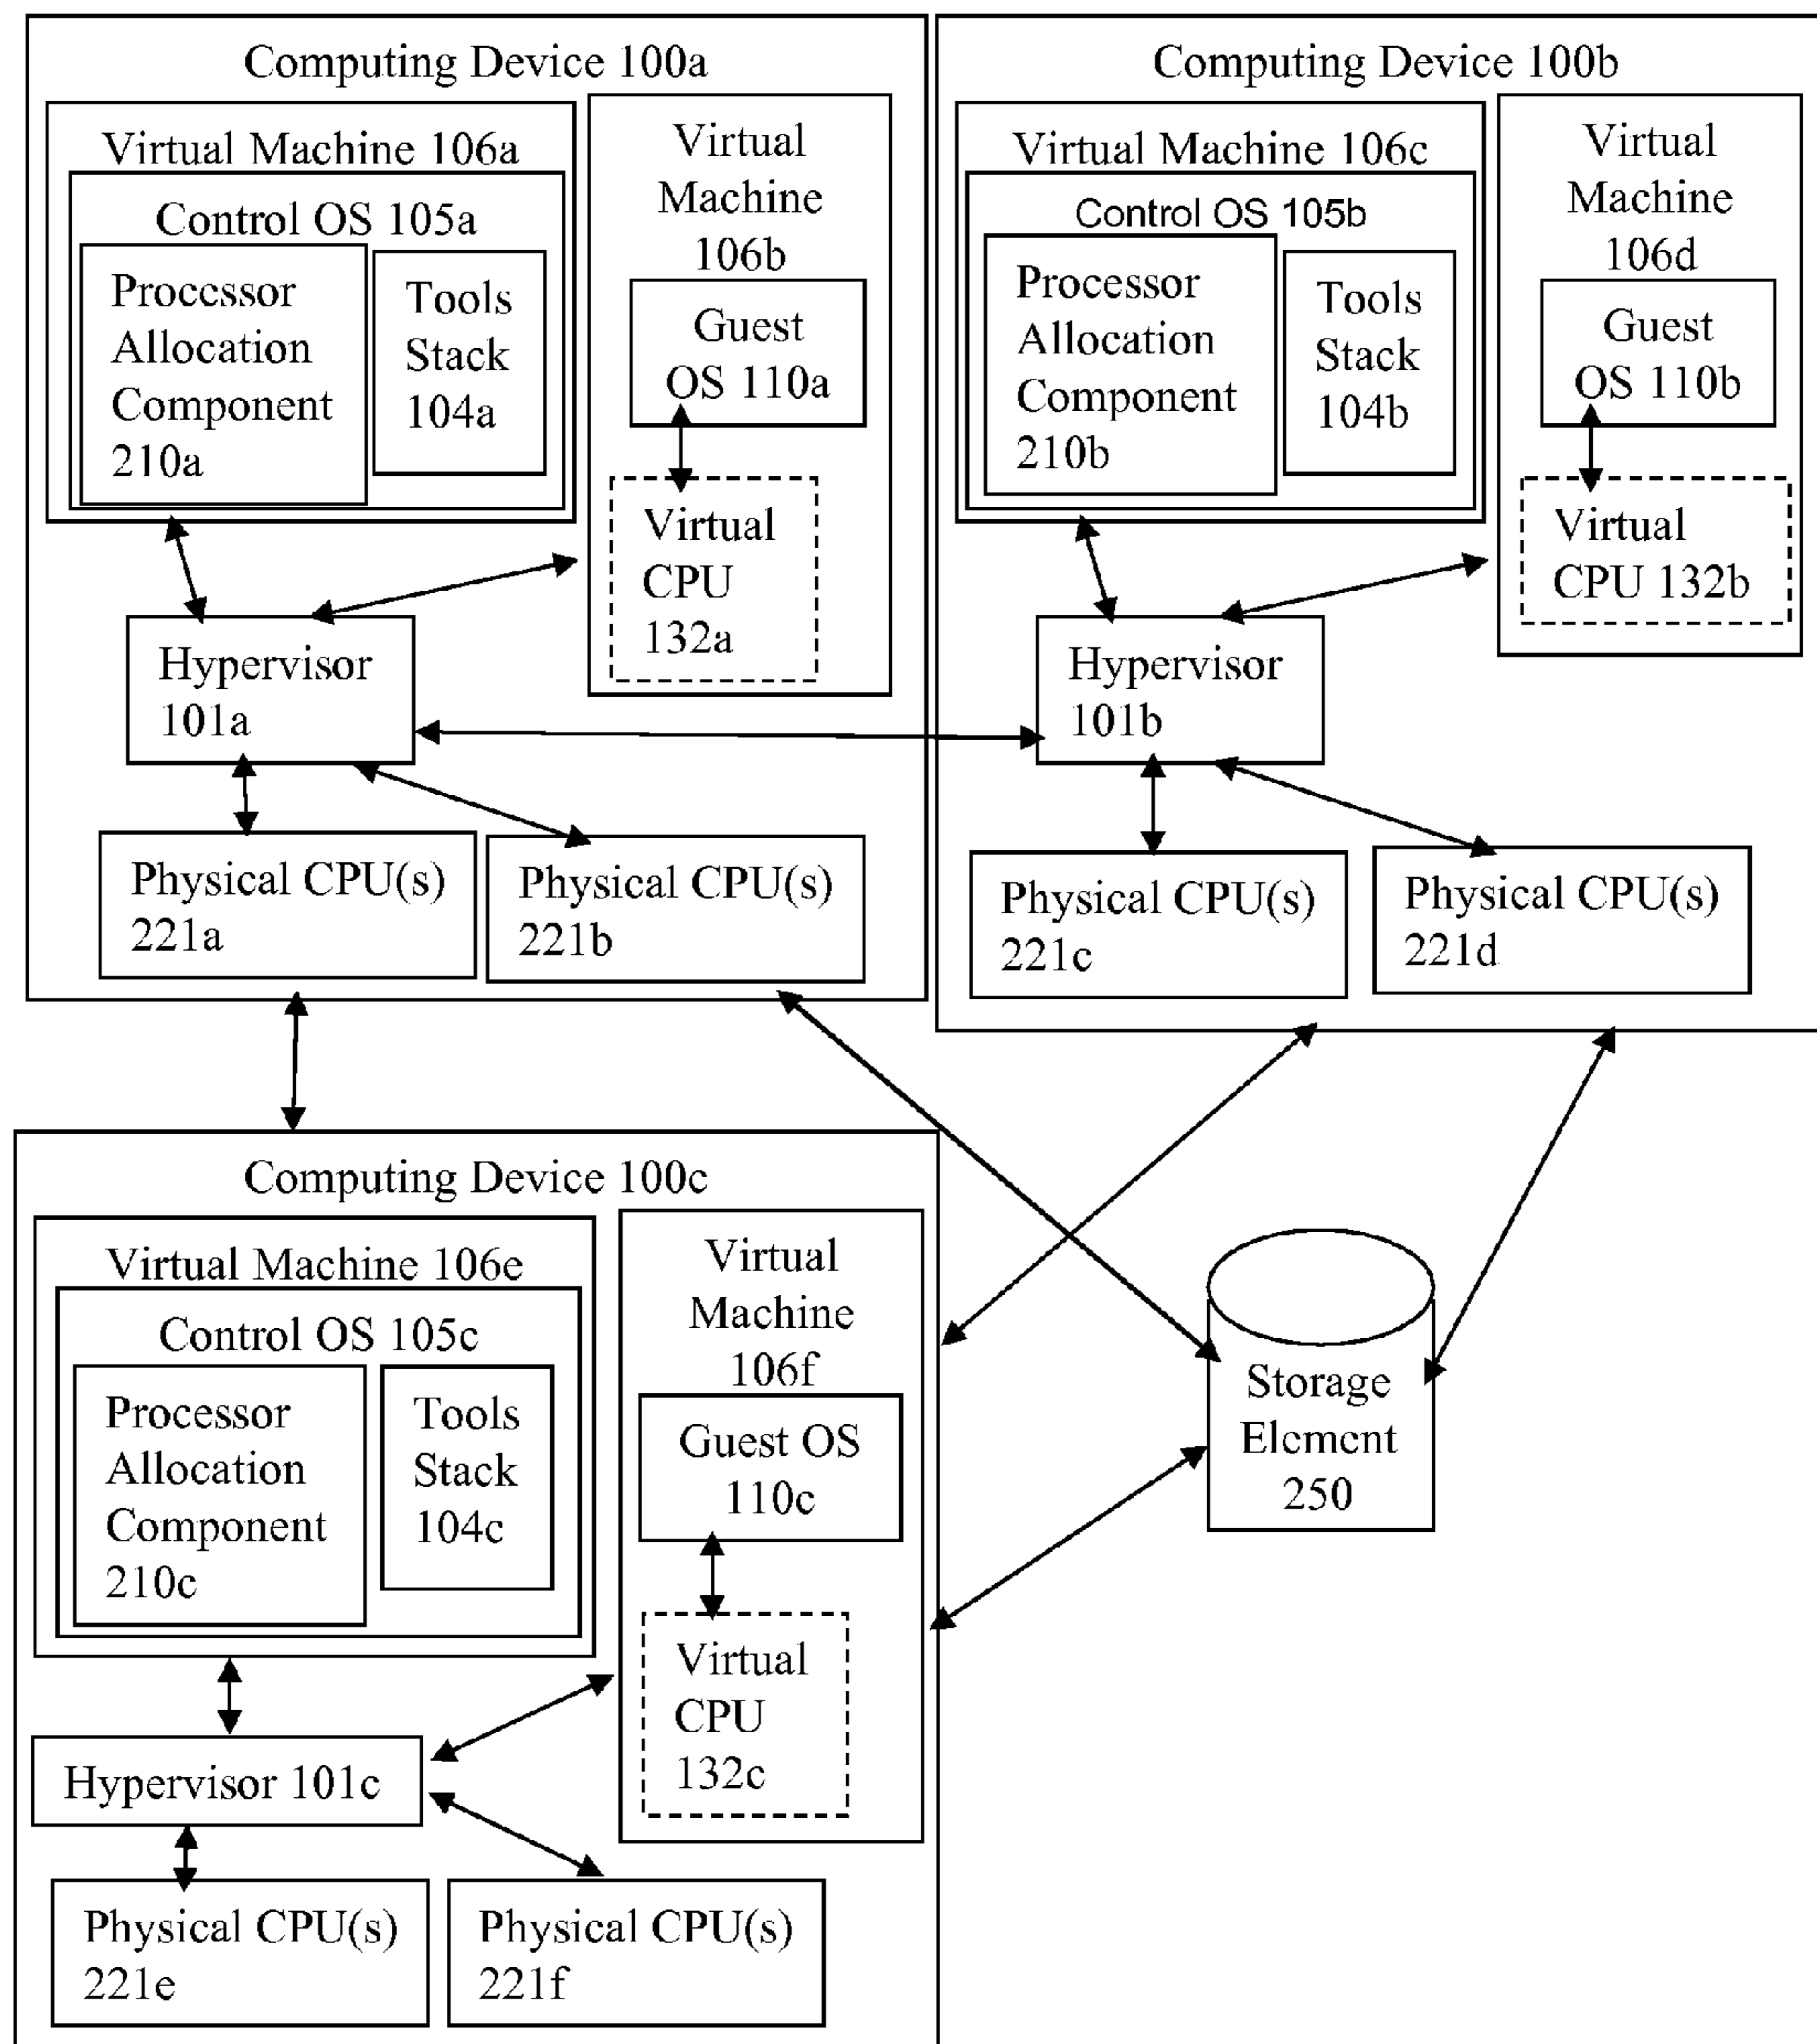 Computing Device 100a
Virtual Machine 106a
Control OS 105a
Processor
Allocation
Component
210a
Tools
Stack
104a
Virtual
Machine
106b
Guest
OS 110a
Virtual
CPU
132a
Hypervisor
101a
Physical CPU(s)
221a
Physical CPU(s)
221b
Computing Device 100b
Virtual Machine 106c
Control OS 105b
Processor
Allocation
Component
210b
Tools
Stack
104b
Virtual
Machine
106d
Guest
OS 110b
Virtual
CPU 132b
Hypervisor
101b
Physical CPU(s)
221c
Physical CPU(s)
221d
Computing Device 100c
Virtual Machine 106e
Control OS 105c
Processor
Allocation
Component
210c
Tools
Stack
104c
Virtual
Machine
106f
Guest OS
110c
Virtual
CPU
132c
Hypervisor 101c
Physical CPU(s)
221e
Physical CPU(s)
221f
Storage
Element
250